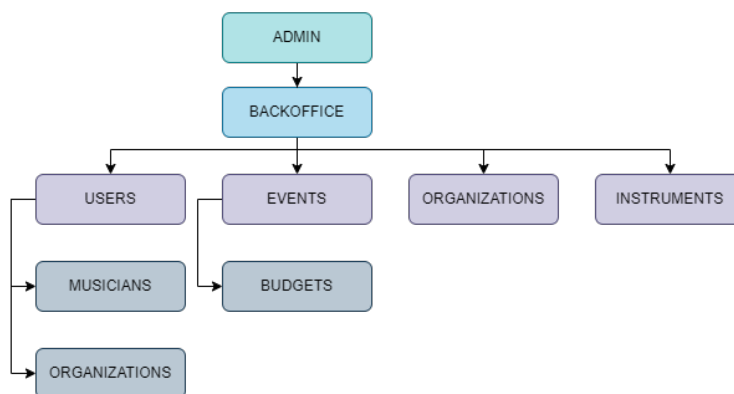 ADMIN
BACKOFFICE
USERS
EVENTS
ORGANIZATIONS
INSTRUMENTS
MUSICIANS
BUDGETS
ORGANIZATIONS